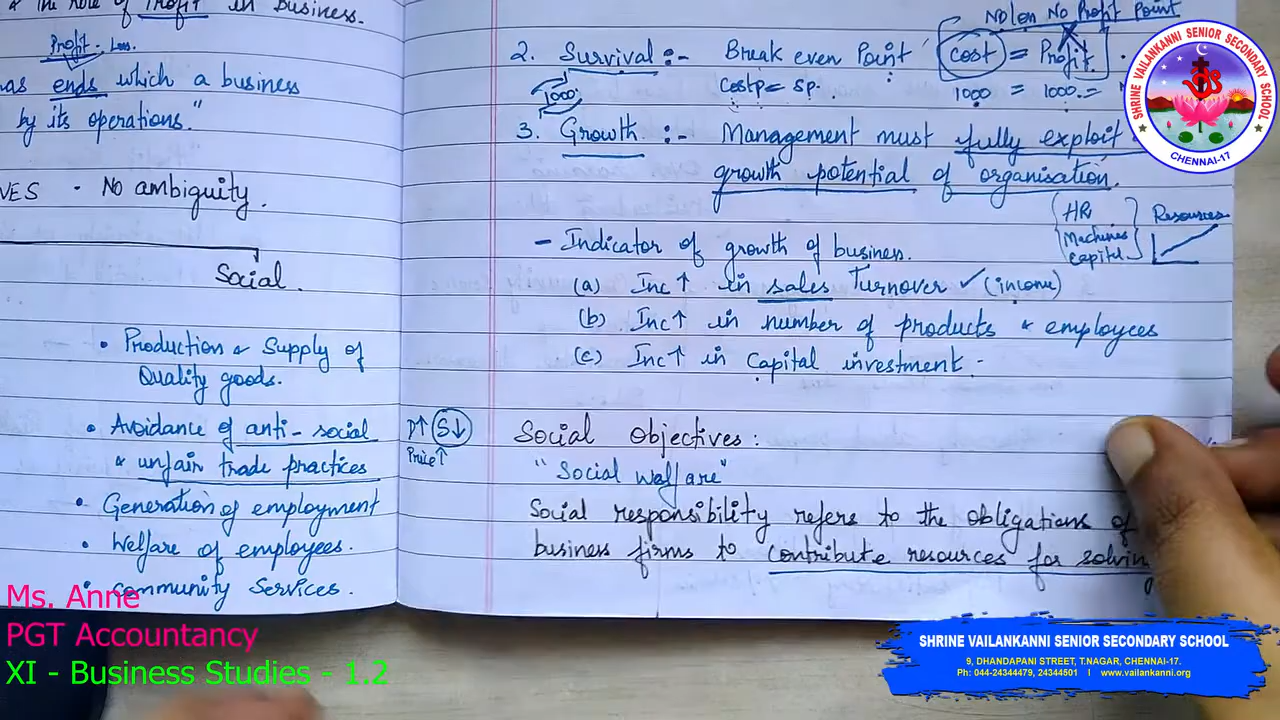 & the role of Profit in Business.
Profit - Loss
as ends which a business
by its operations."
VES - No ambiguity.
Social.
• Production & Supply of
Quality goods.
• Avoidance of anti-social
& unfair trade practices
• Generation of employment
• Welfare of employees.
• Community Services.
No Profit Point
2. Survival :- Break even Point [Cost = Profit].
1000 Costp = Sp. 1000 = 1000. =
3. Growth :- Management must fully exploit
growth potential of organisation.
HR
Machines
Capital
Resources
- Indicator of growth of business.
(a) Inc↑ in sales Turnover ✓ (income)
(b) Inc↑ in number of products & employees
(c) Inc↑ in capital investment -
D↑ S↓
Price↑
Social Objectives :
"Social Walfare"
Social responsibility refers to the obligations of
business firms to contribute resources for solving
Ms. Anne
PGT Accountancy
XI - Business Studies - 1.2
SHRINE VAILANKANNI SENIOR SECONDARY SCHOOL
CHENNAI-17
SHRINE VAILANKANNI SENIOR SECONDARY SCHOOL
9, DHANDAPANI STREET, T.NAGAR, CHENNAI-17.
Ph: 044-24344479, 24344501 I www.vailankanni.org